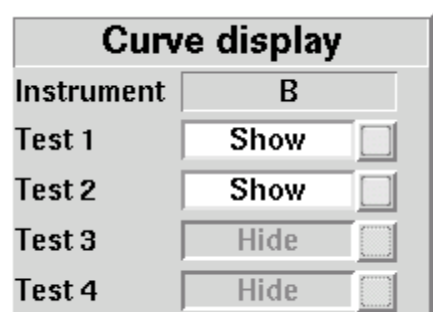 Curve display
Instrument B
Test 1 Show
Test 2 Show
Test 3 Hide
Test 4 Hide